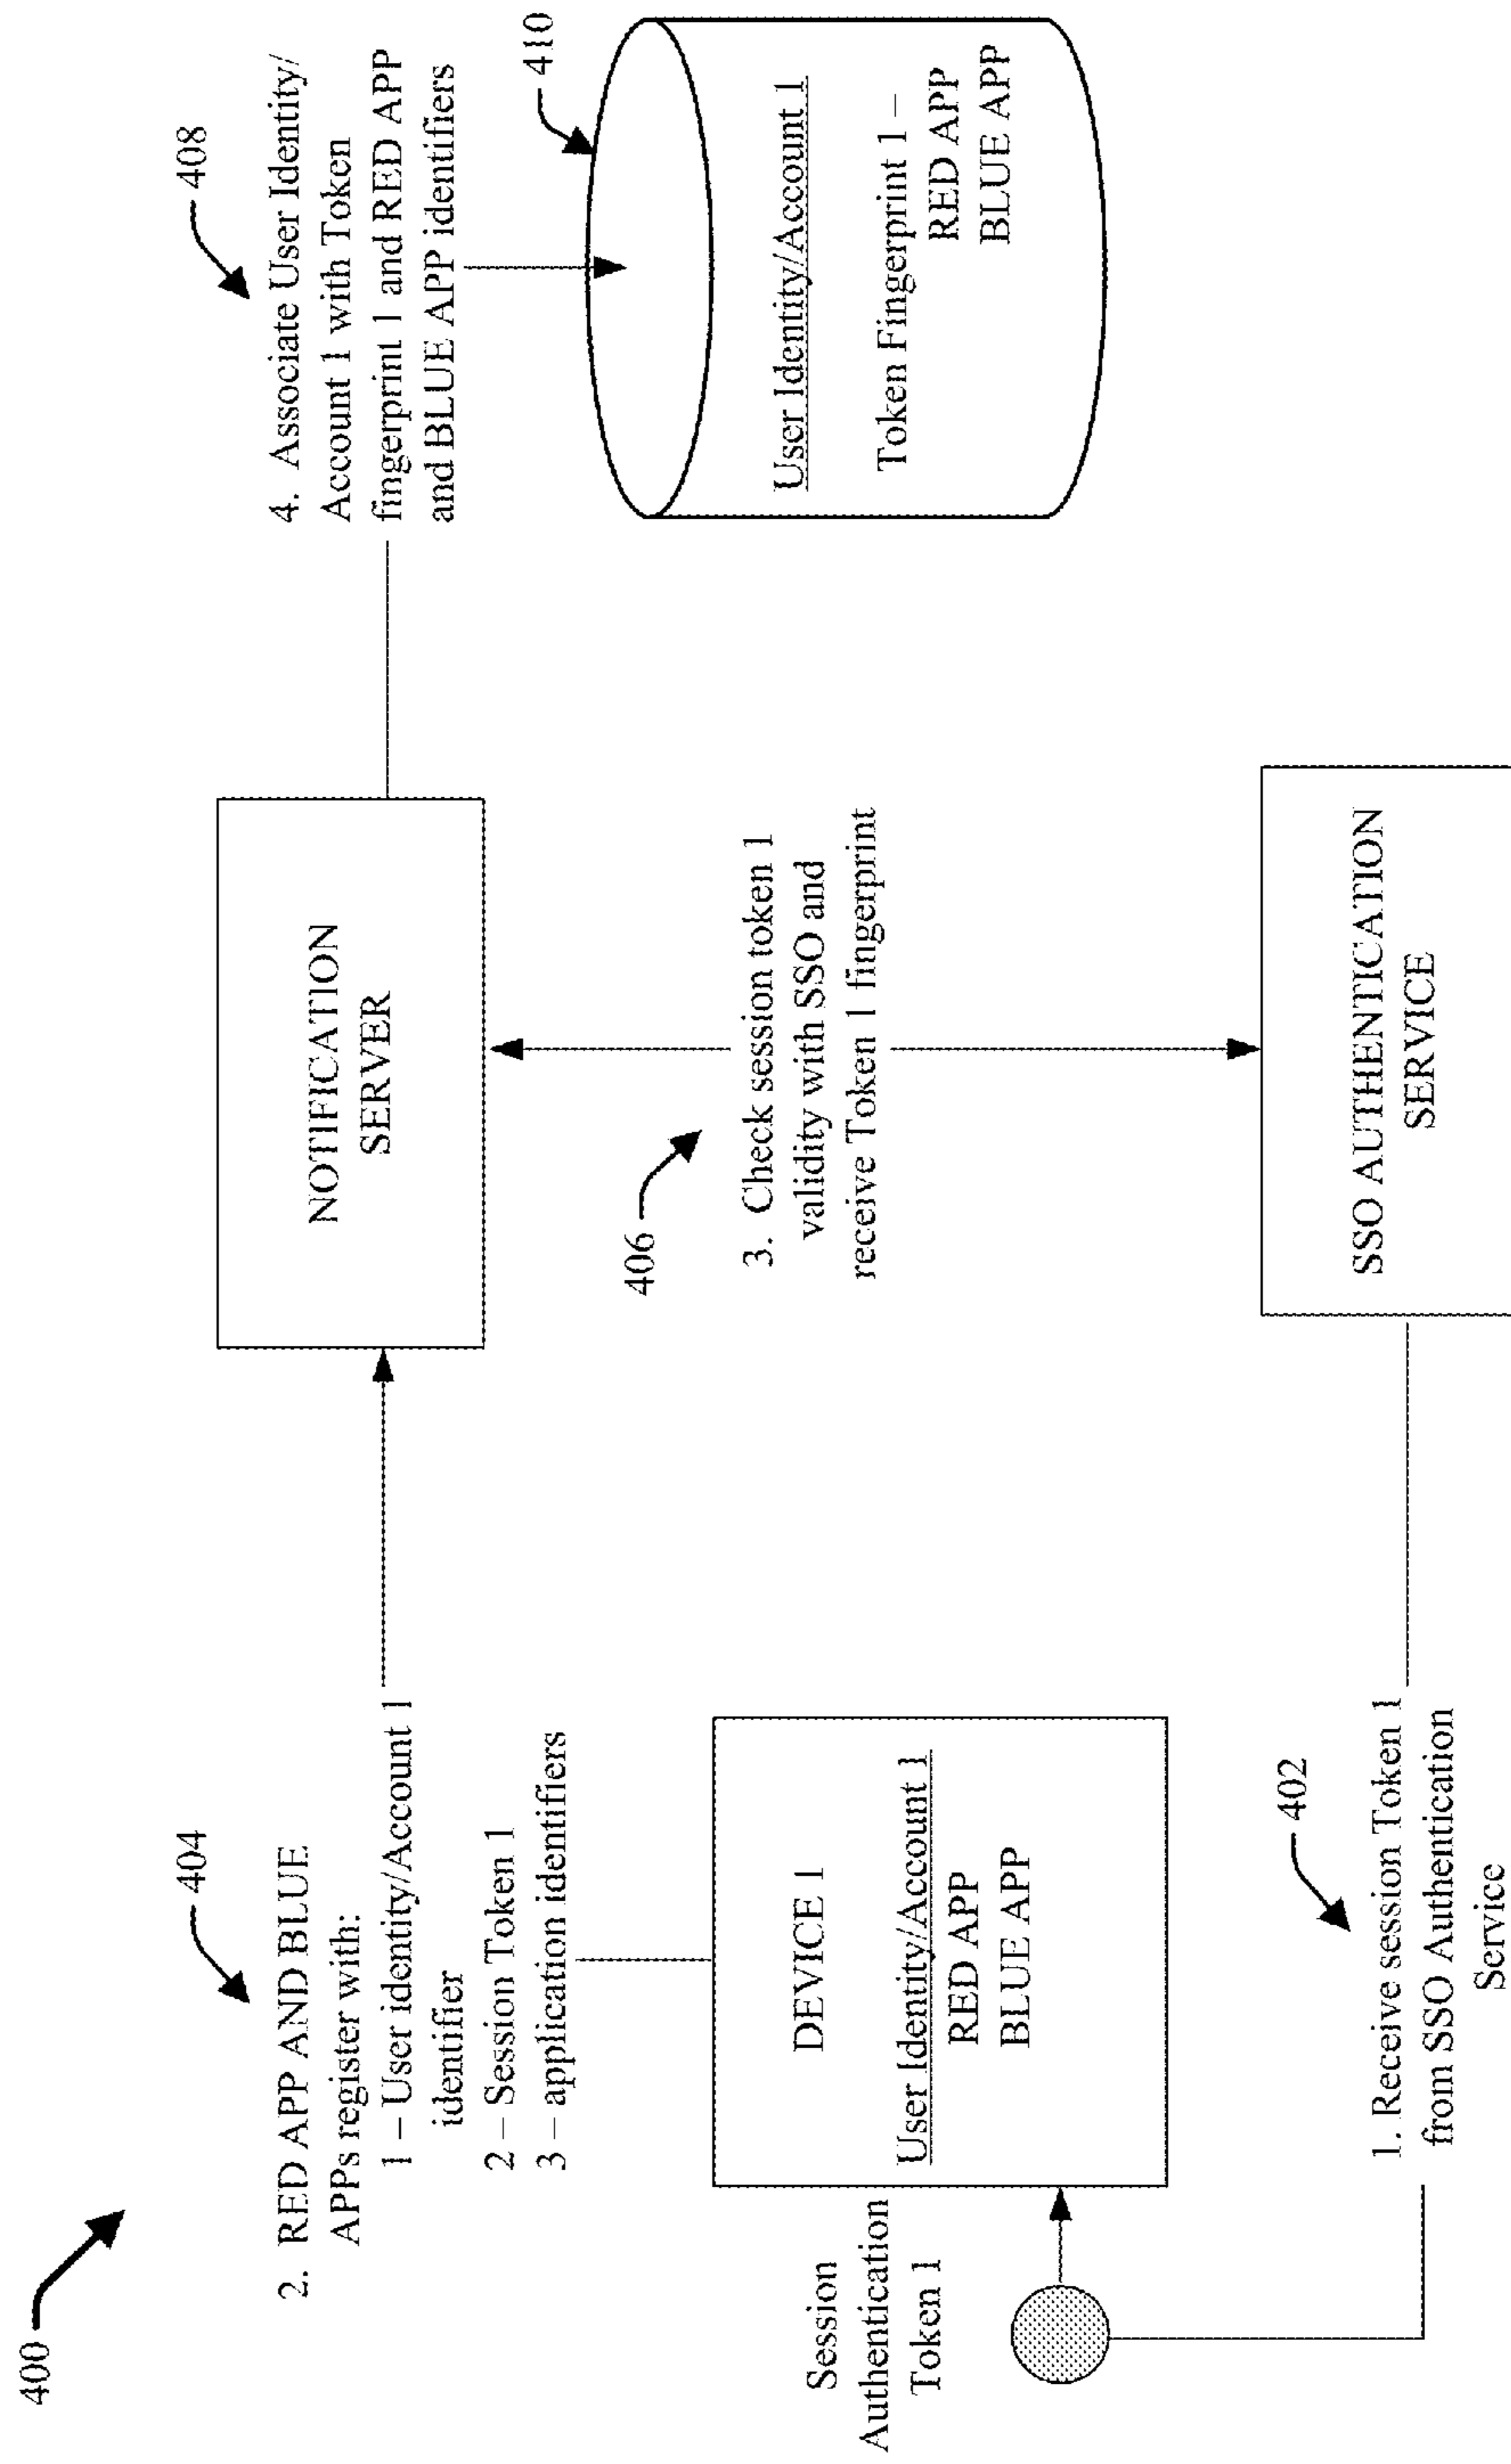 400
404
2. RED APP AND BLUE
APPs register with:
1 – User identity/Account 1
identifier
2 – Session Token 1
3 – application identifiers
NOTIFICATION
SERVER
408
4. Associate User Identity/
Account 1 with Token
fingerprint 1 and RED APP
and BLUE APP identifiers
410
User Identity/Account 1
Token Fingerprint 1 –
RED APP
BLUE APP
406
3. Check session token 1
validity with SSO and
receive Token 1 fingerprint
DEVICE 1
User Identity/Account 1
RED APP
BLUE APP
Session
Authentication
Token 1
402
1. Receive session Token 1
from SSO Authentication
Service
SSO AUTHENTICATION
SERVICE